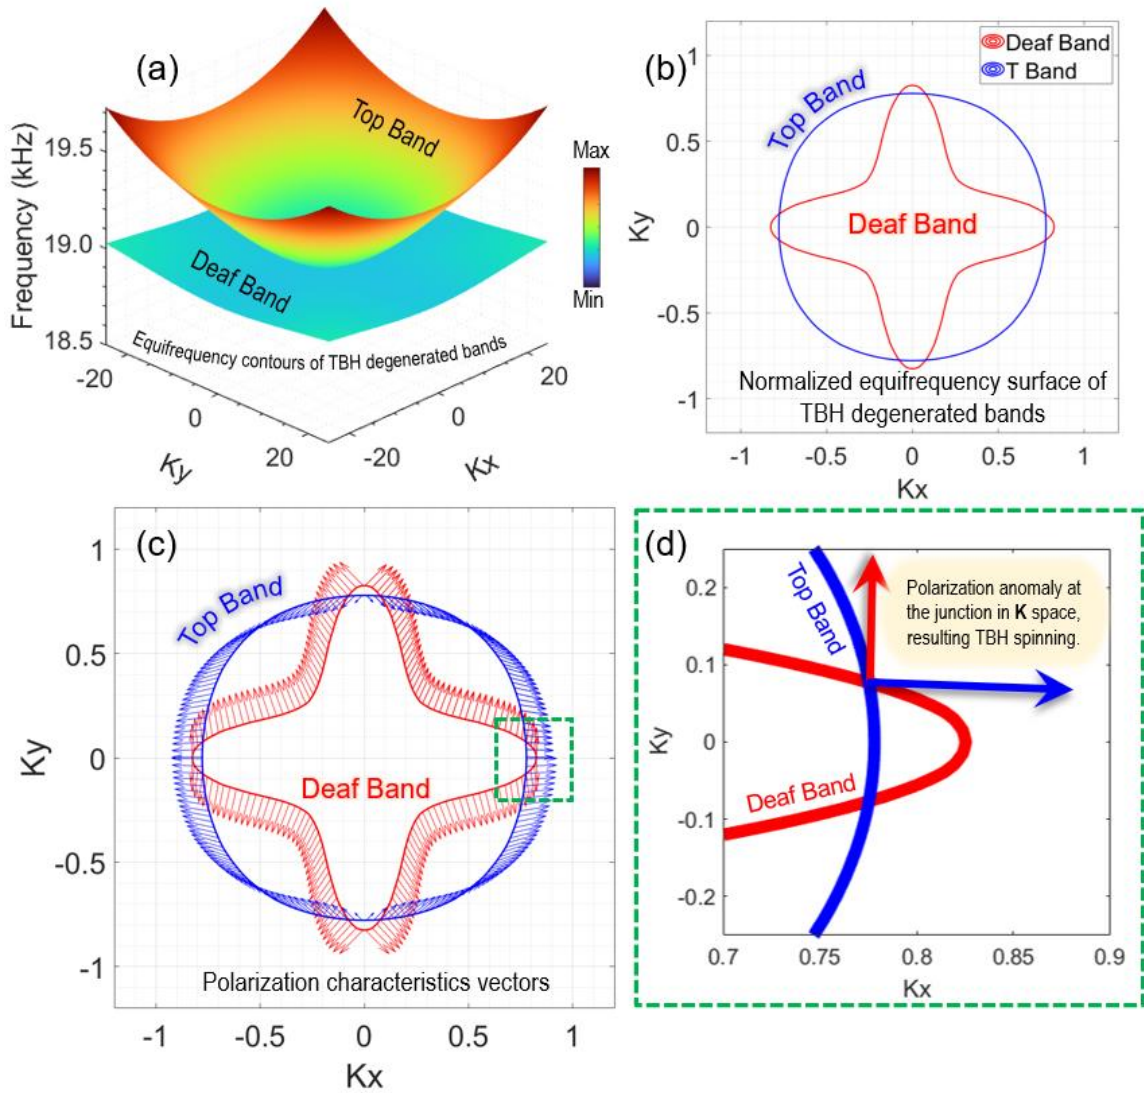 (a)
Top Band
Deaf Band
Frequency (kHz)
19.5
19.0
18.5
Max
Min
Equifrequency contours of TBH degenerated bands
-20
0
20
Ky
-20
0
20
Kx
(b)
Deaf Band
T Band
Top Band
Deaf Band
Ky
1
0.5
0
-0.5
-1
Normalized equifrequency surface of
TBH degenerated bands
-1
-0.5
0
0.5
1
Kx
(c)
Top Band
Deaf Band
Ky
1
0.5
0
-0.5
-1
Polarization characteristics vectors
-1
-0.5
0
0.5
1
Kx
(d)
Top Band
Polarization anomaly at
the junction in K space,
resulting TBH spinning.
Deaf Band
Ky
0.2
0.1
0
-0.1
-0.2
0.7
0.75
0.8
0.85
0.9
Kx